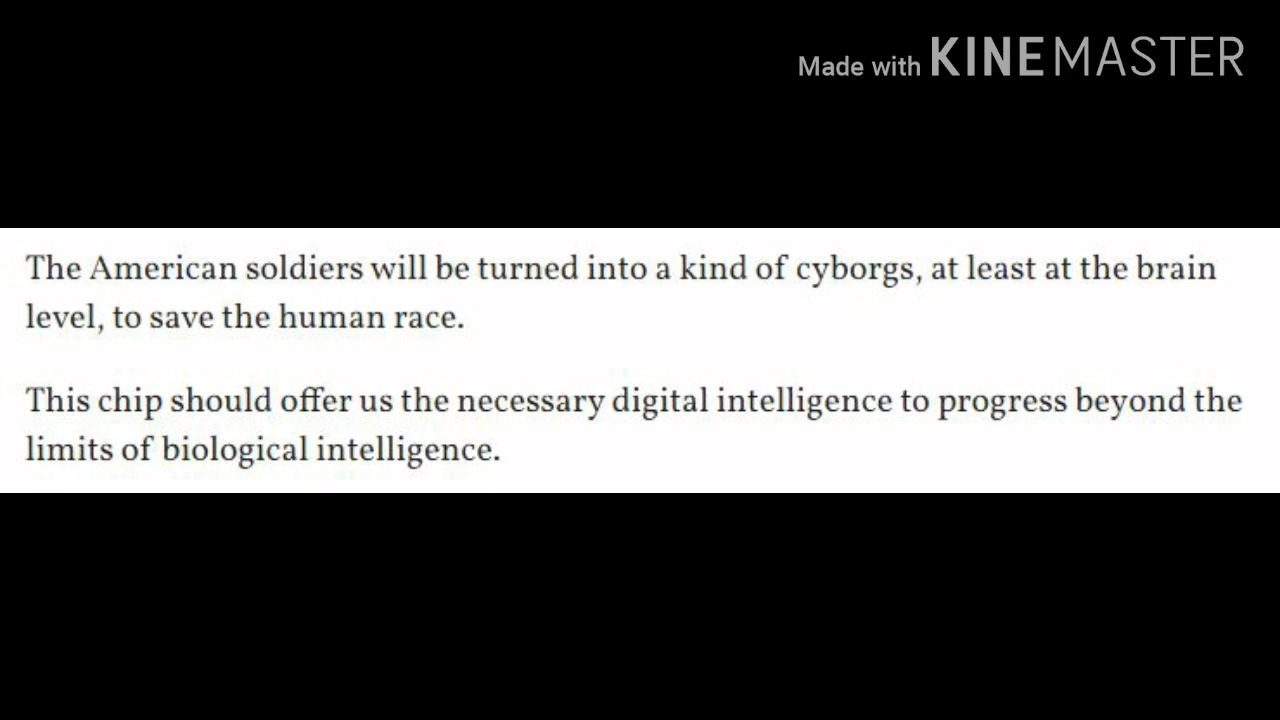 Made with KINEMASTER
The American soldiers will be turned into a kind of cyborgs, at least at the brain
level, to save the human race.
This chip should offer us the necessary digital intelligence to progress beyond the
limits of biological intelligence.